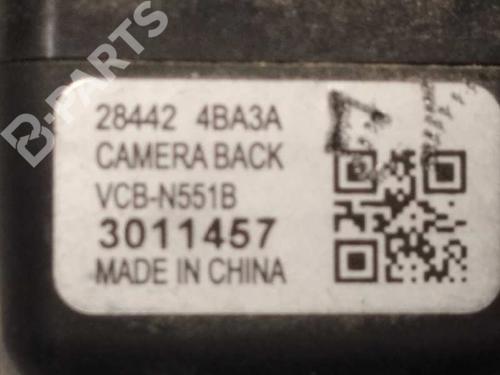 B-PARTS
28442 4BA3A
CAMERA BACK
VCB-N551B
3011457
MADE IN CHINA